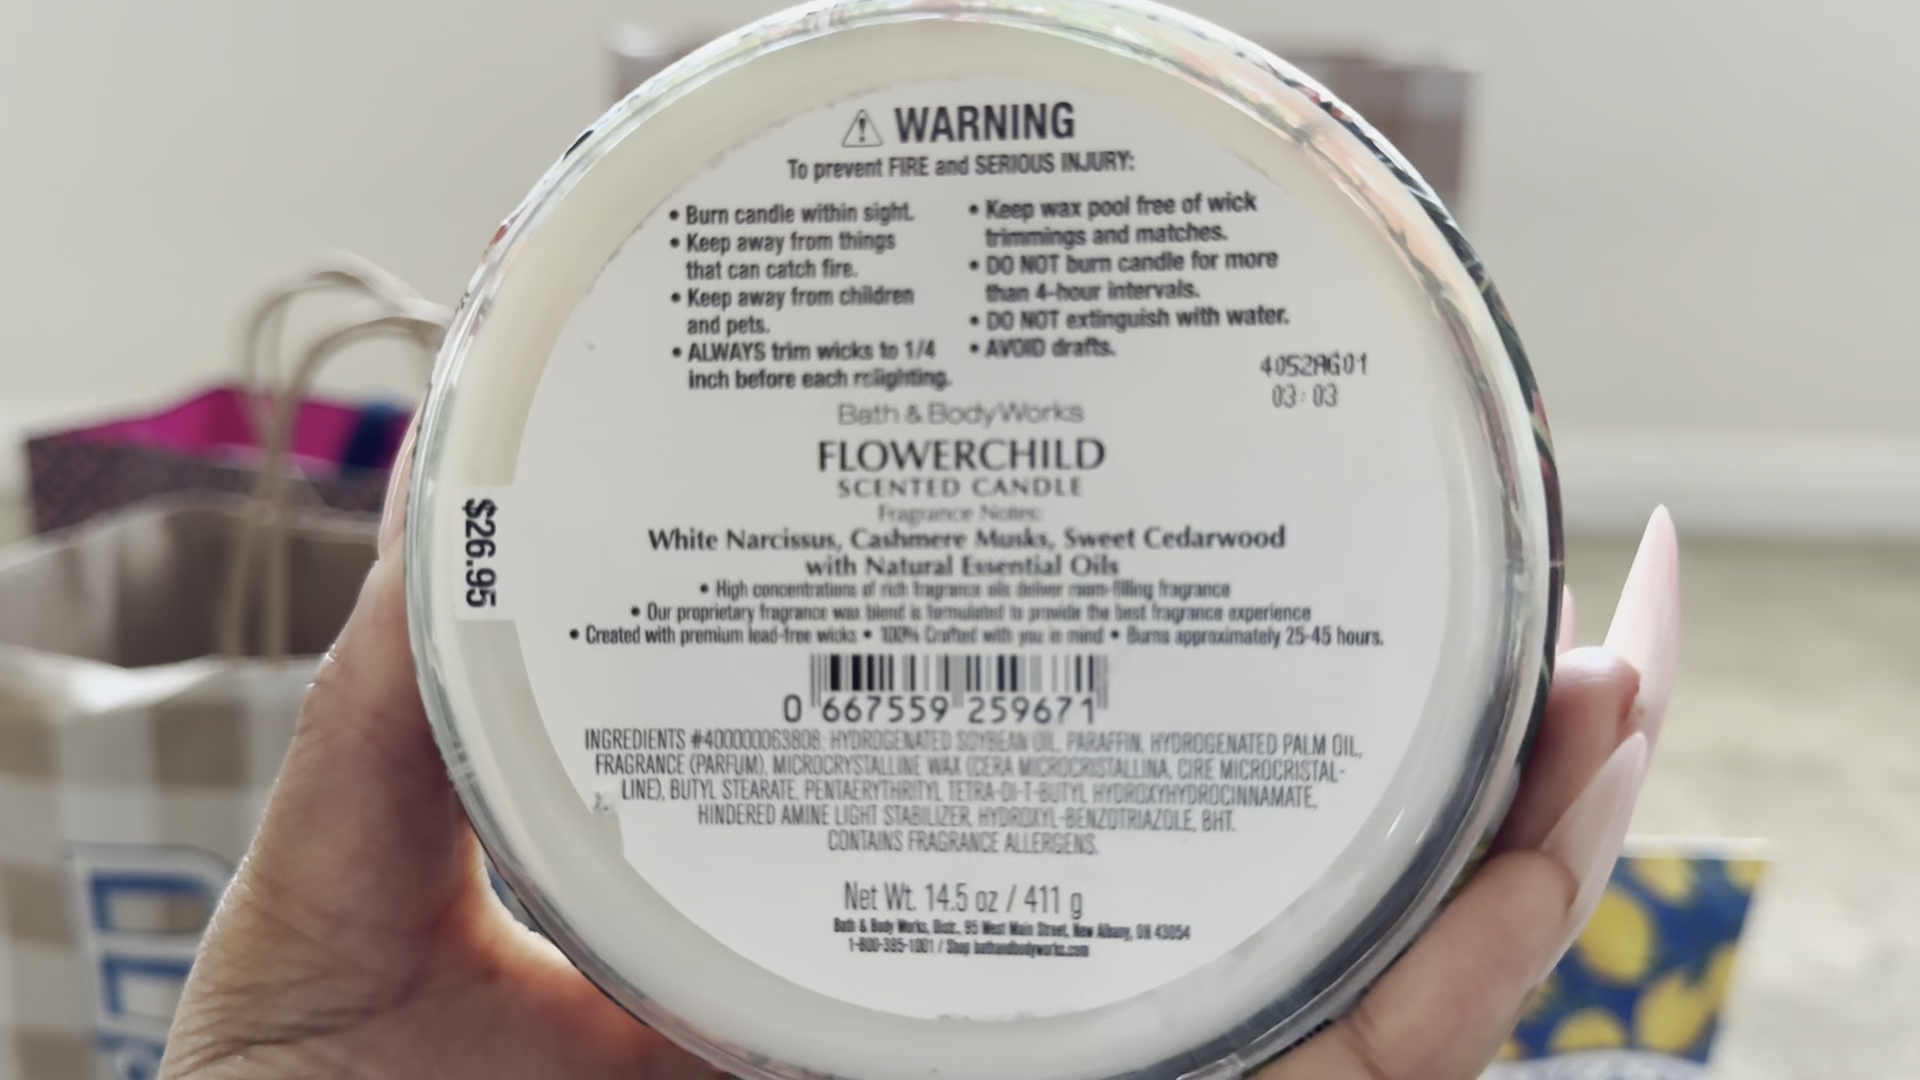 WARNING
To prevent FIRE and SERIOUS INJURY:
• Burn candle within sight.
• Keep away from things
that can catch fire.
• Keep away from children
and pets.
• ALWAYS trim wicks to 1/4
inch before each relighting.
• Keep wax pool free of wick
trimmings and matches.
• DO NOT burn candle for more
than 4-hour intervals.
• DO NOT extinguish with water.
• AVOID drafts.
4052AG01
03:03
Bath & Body Works
FLOWERCHILD
SCENTED CANDLE
Fragrance Notes:
White Narcissus, Cashmere Musks, Sweet Cedarwood
with Natural Essential Oils
• High concentrations of rich fragrance oils deliver room-filling fragrance
• Our proprietary fragrance wax blend is formulated to provide the best fragrance experience
• Created with premium lead-free wicks • 100% Crafted with you in mind • Burns approximately 25-45 hours.
$26.95
0 667559 259671
INGREDIENTS #400000063808: HYDROGENATED SOYBEAN OIL, PARAFFIN, HYDROGENATED PALM OIL,
FRAGRANCE (PARFUM), MICROCRYSTALLINE WAX (CERA MICROCRISTALLINA, CIRE MICROCRISTAL-
LINE), BUTYL STEARATE, PENTAERYTHRITYL TETRA-DI-T-BUTYL HYDROXYHYDROCINNAMATE,
HINDERED AMINE LIGHT STABILIZER, HYDROXYL-BENZOTRIAZOLE, BHT.
CONTAINS FRAGRANCE ALLERGENS.
Net Wt. 14.5 oz / 411 g
Bath & Body Works, Distr., 95 West Main Street, New Albany, OH 43054
1-800-395-1001 / Shop bathandbodyworks.com